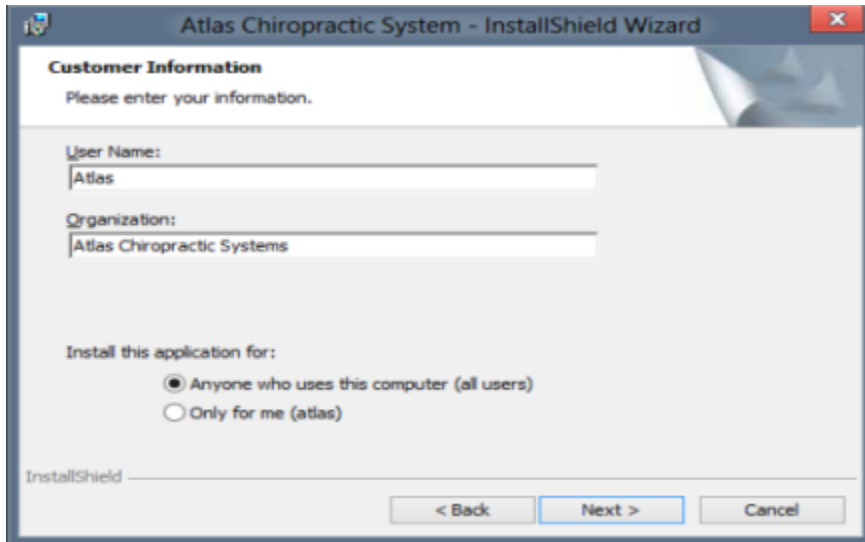 Atlas Chiropractic System - InstallShield Wizard
Customer Information
Please enter your information.
User Name:
Atlas
Organization:
Atlas Chiropractic Systems
Install this application for:
Anyone who uses this computer (all users)
Only for me (atlas)
InstallShield
< Back Next > Cancel